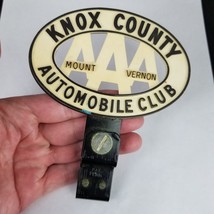 KNOX COUNTY
AAA
MOUNT VERNON
AUTOMOBILE CLUB